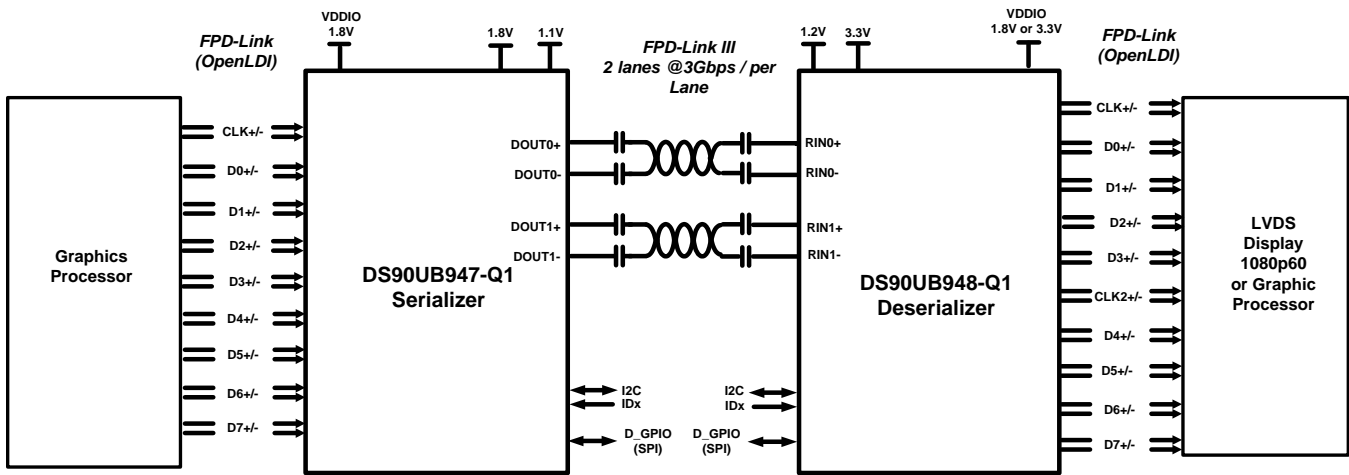 FPD-Link
(OpenLDI)
VDDIO
1.8V
1.8V
1.1V
FPD-Link III
2 lanes @3Gbps / per
Lane
1.2V
3.3V
VDDIO
1.8V or 3.3V
FPD-Link
(OpenLDI)
Graphics
Processor
CLK+/-
D0+/-
D1+/-
D2+/-
D3+/-
D4+/-
D5+/-
D6+/-
D7+/-
DS90UB947-Q1
Serializer
DOUT0+
DOUT0-
DOUT1+
DOUT1-
I2C
IDx
D_GPIO
(SPI)
RIN0+
RIN0-
RIN1+
RIN1-
I2C
IDx
D_GPIO
(SPI)
DS90UB948-Q1
Deserializer
CLK+/-
D0+/-
D1+/-
D2+/-
D3+/-
CLK2+/-
D4+/-
D5+/-
D6+/-
D7+/-
LVDS
Display
1080p60
or Graphic
Processor